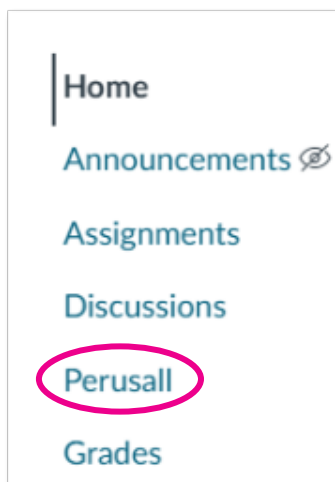 Home
Announcements
Assignments
Discussions
Perusall
Grades